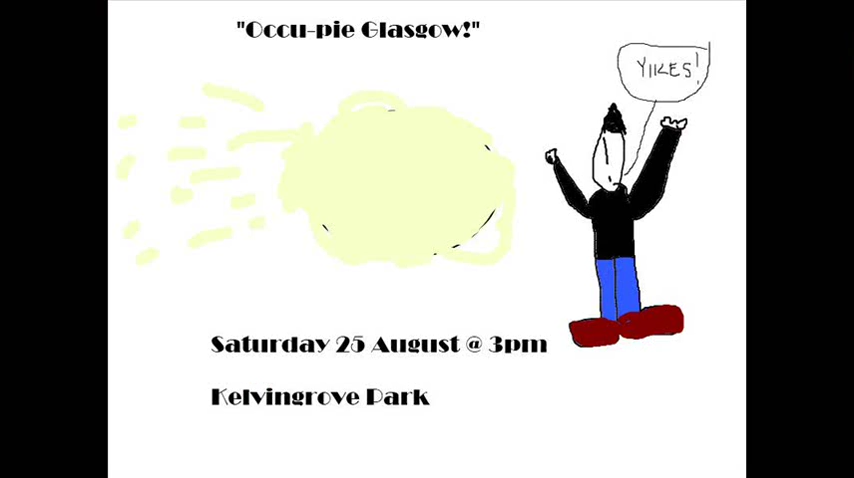 "Occu-pie Glasgow!"
YIKES!
Saturday 25 August @ 3pm
Kelvingrove Park